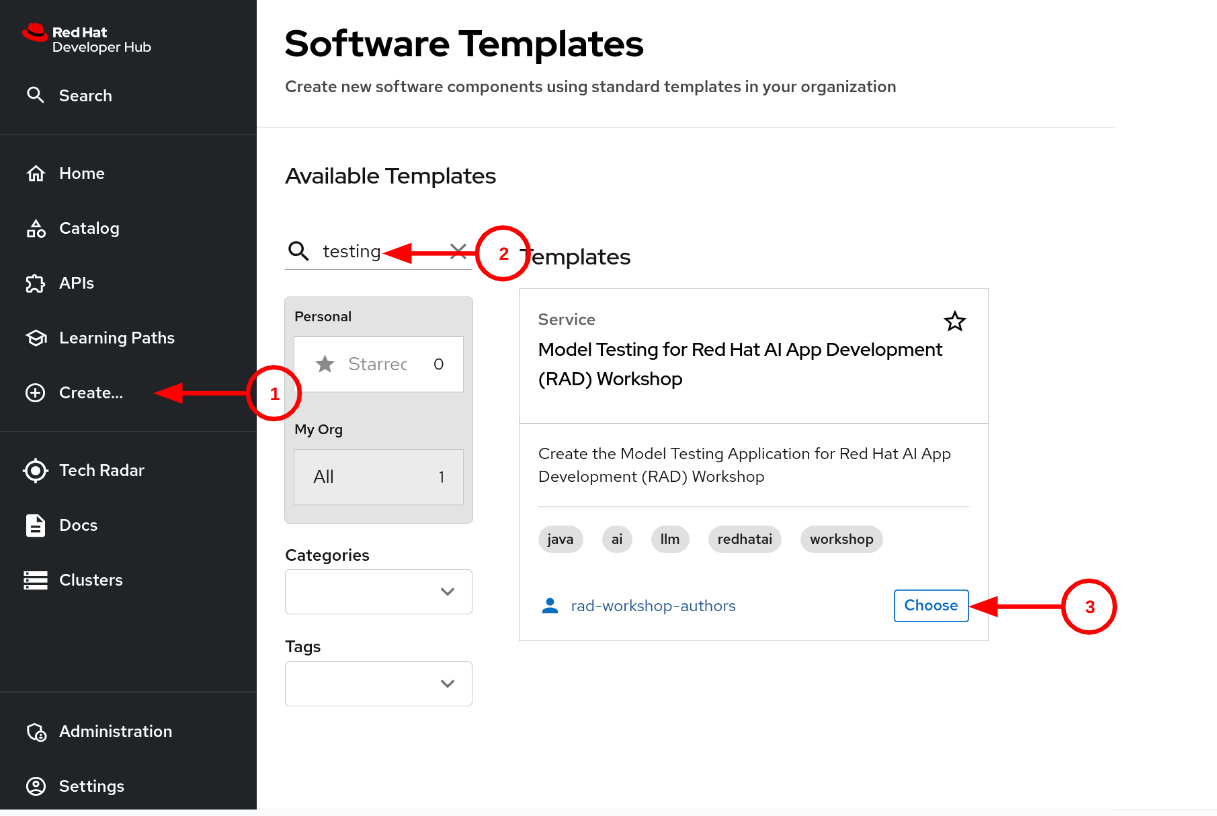 Red Hat
Developer Hub
Search
Home
Catalog
APIs
Learning Paths
Create...
1
Tech Radar
Docs
Clusters
Administration
Settings
Software Templates
Create new software components using standard templates in your organization
Available Templates
testing
2
Personal
Starrec
0
My Org
All
1
Categories
Tags
Templates
Service
Model Testing for Red Hat AI App Development
(RAD) Workshop
Create the Model Testing Application for Red Hat AI App
Development (RAD) Workshop
java ai llm redhatai workshop
rad-workshop-authors
Choose
3